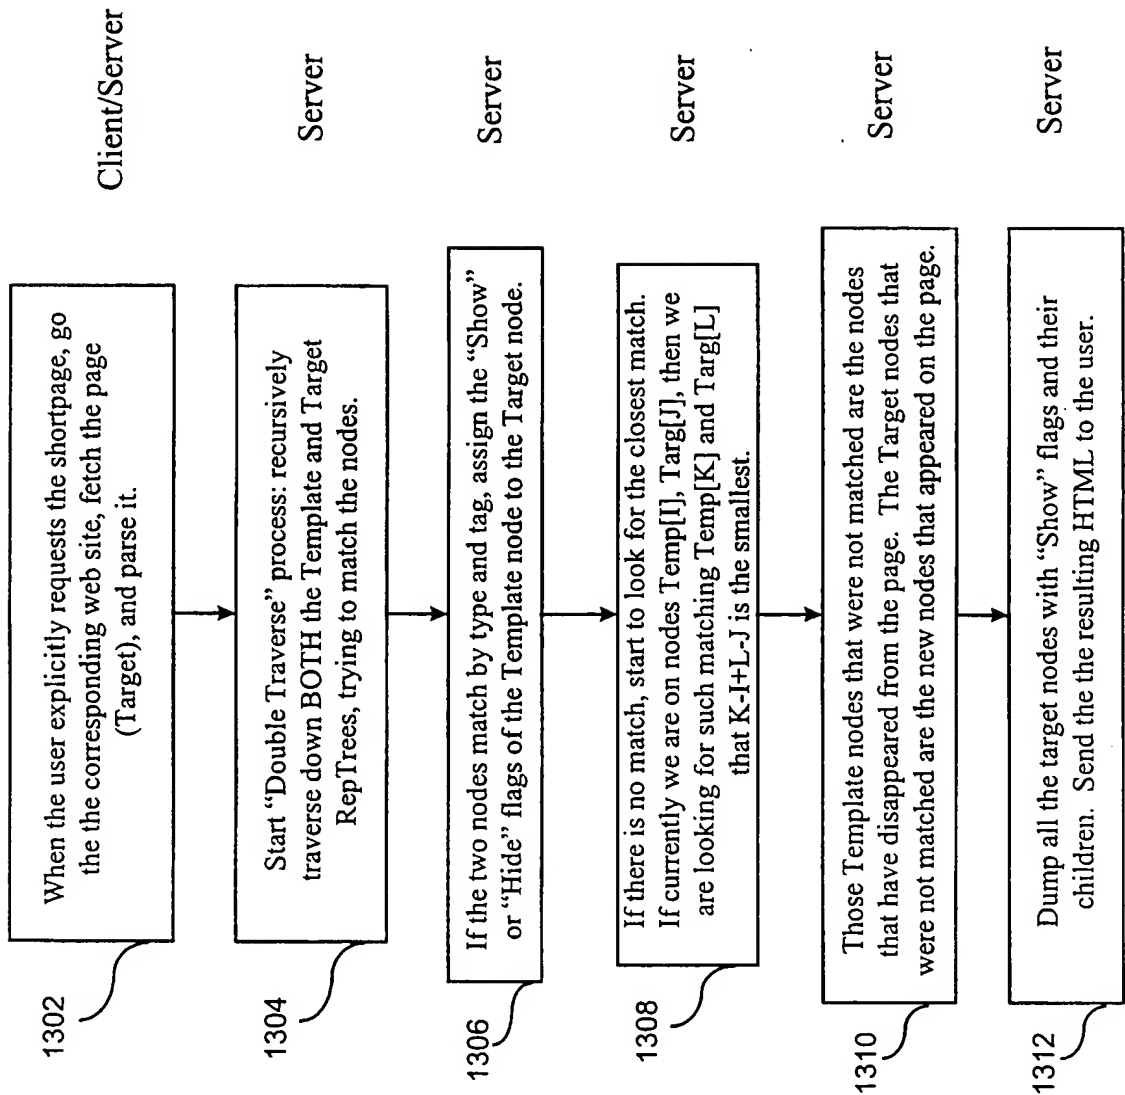 1302
When the user explicitly requests the shortpage, go
the the corresponding web site, fetch the page
(Target), and parse it.
Client/Server
1304
Start “Double Traverse” process: recursively
traverse down BOTH the Template and Target
RepTrees, trying to match the nodes.
Server
1306
If the two nodes match by type and tag, assign the “Show”
or “Hide” flags of the Template node to the Target node.
Server
1308
If there is no match, start to look for the closest match.
If currently we are on nodes Temp[I], Targ[J], then we
are looking for such matching Temp[K] and Targ[L]
that K-I+L-J is the smallest.
Server
1310
Those Template nodes that were not matched are the nodes
that have disappeared from the page. The Target nodes that
were not matched are the new nodes that appeared on the page.
Server
1312
Dump all the target nodes with “Show” flags and their
children. Send the the resulting HTML to the user.
Server